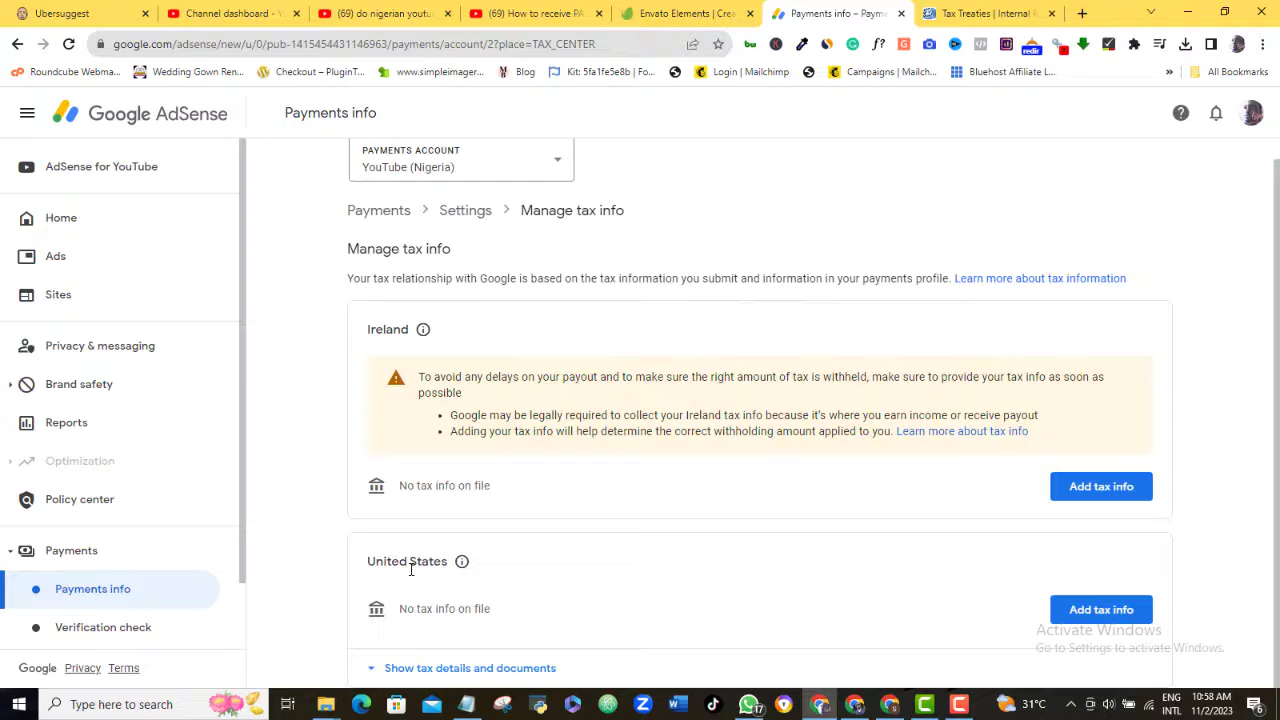 Ubersuggest
Channel dashboard - Y
(69) do nigerian youtu
(69) How to receive PA
Envato Elements | Crea
Payments info – Payme
Tax Treaties | Internal R
google.com/adsense/new/u/0/pub-1415454431146962/payments/account/2?place=TAX_CENTER
Roundcube Webma...
Wedding Gown Ren...
Checkout – PluginT...
www.simpleimager...
Blog
Kit: 5fa1fe5e8b | Fo...
Login | Mailchimp
Campaigns | Mailch...
Bluehost Affiliate L...
All Bookmarks
Google AdSense
Payments info
AdSense for YouTube
Home
Ads
Sites
Privacy & messaging
Brand safety
Reports
Optimization
Policy center
Payments
Payments info
Verification check
Google Privacy Terms
PAYMENTS ACCOUNT
YouTube (Nigeria)
Payments > Settings > Manage tax info
Manage tax info
Your tax relationship with Google is based on the tax information you submit and information in your payments profile. Learn more about tax information
Ireland
To avoid any delays on your payout and to make sure the right amount of tax is withheld, make sure to provide your tax info as soon as
possible
• Google may be legally required to collect your Ireland tax info because it's where you earn income or receive payout
• Adding your tax info will help determine the correct withholding amount applied to you. Learn more about tax info
No tax info on file
Add tax info
United States
No tax info on file
Add tax info
Show tax details and documents
Activate Windows
Go to Settings to activate Windows.
Type here to search
31°C
ENG
INTL
10:58 AM
11/2/2023